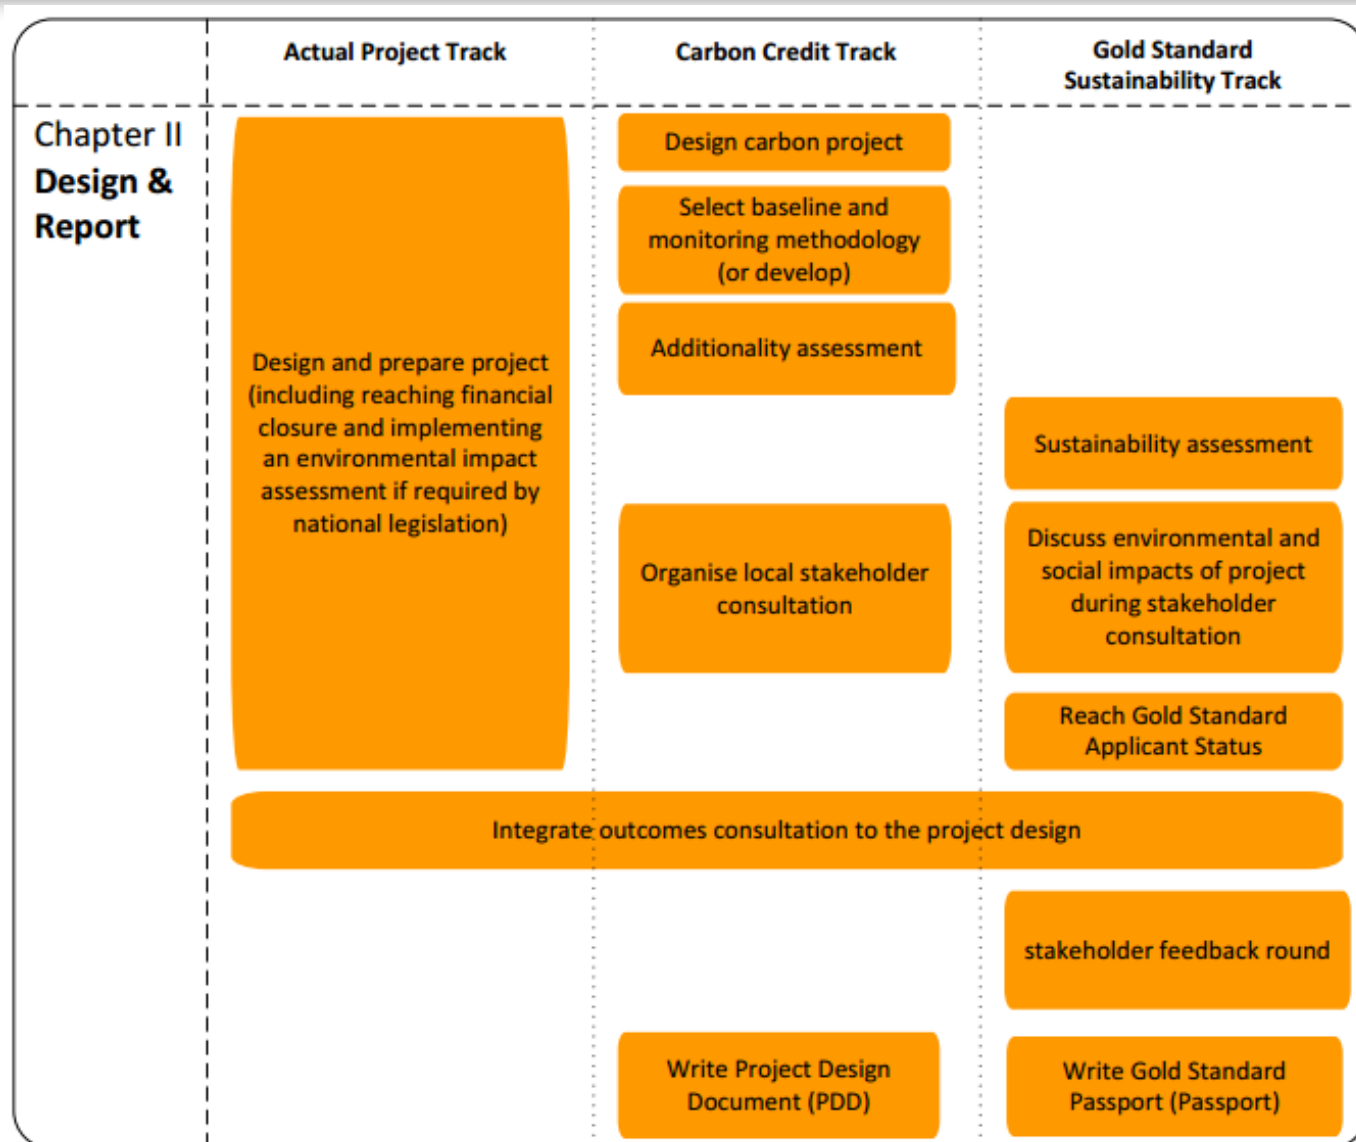 Actual Project Track
Carbon Credit Track
Gold Standard
Sustainability Track
Chapter II
Design &
Report
Design and prepare project
(including reaching financial
closure and implementing
an environmental impact
assessment if required by
national legislation)
Design carbon project
Select baseline and
monitoring methodology
(or develop)
Additionality assessment
Organise local stakeholder
consultation
Sustainability assessment
Discuss environmental and
social impacts of project
during stakeholder
consultation
Reach Gold Standard
Applicant Status
Integrate outcomes consultation to the project design
stakeholder feedback round
Write Project Design
Document (PDD)
Write Gold Standard
Passport (Passport)